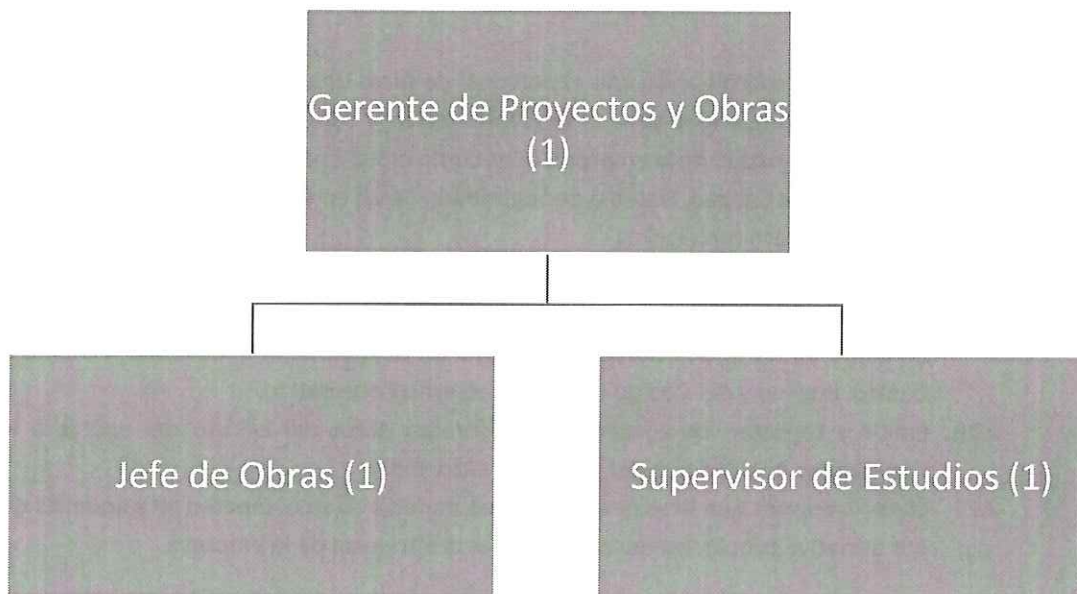 Gerente de Proyectos y Obras
(1)
Jefe de Obras (1)
Supervisor de Estudios (1)